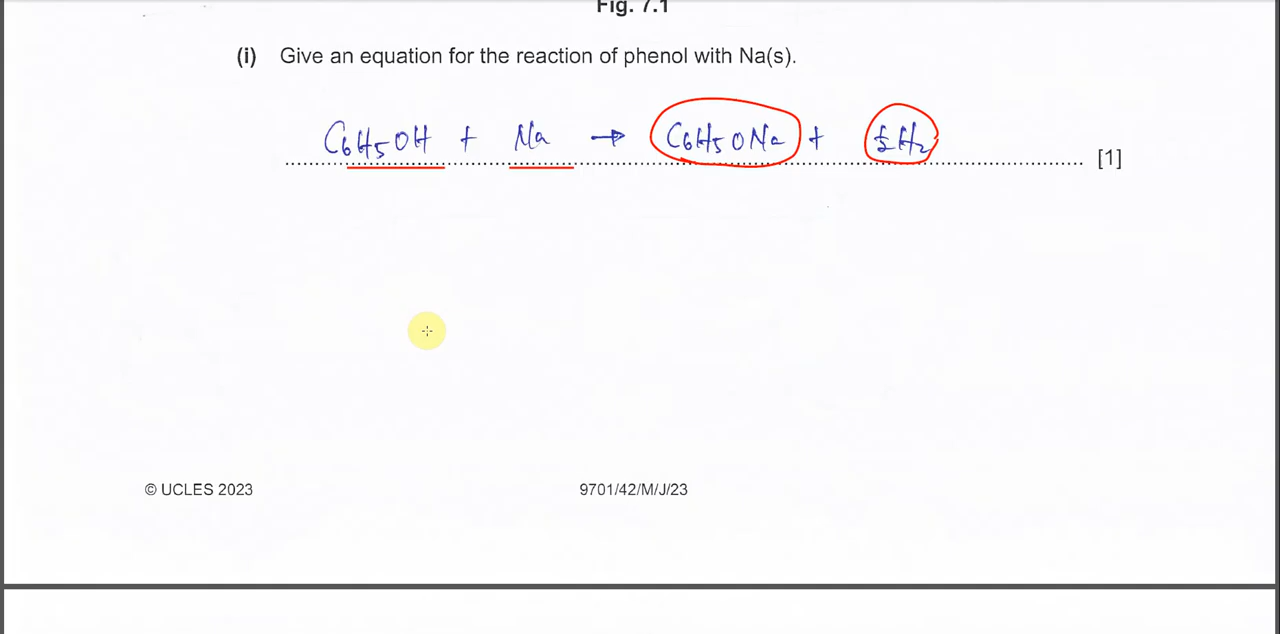 Fig. 7.1
(i) Give an equation for the reaction of phenol with Na(s).
C6H5OH + Na → C6H5ONa + ½H2
[1]
© UCLES 2023
9701/42/M/J/23